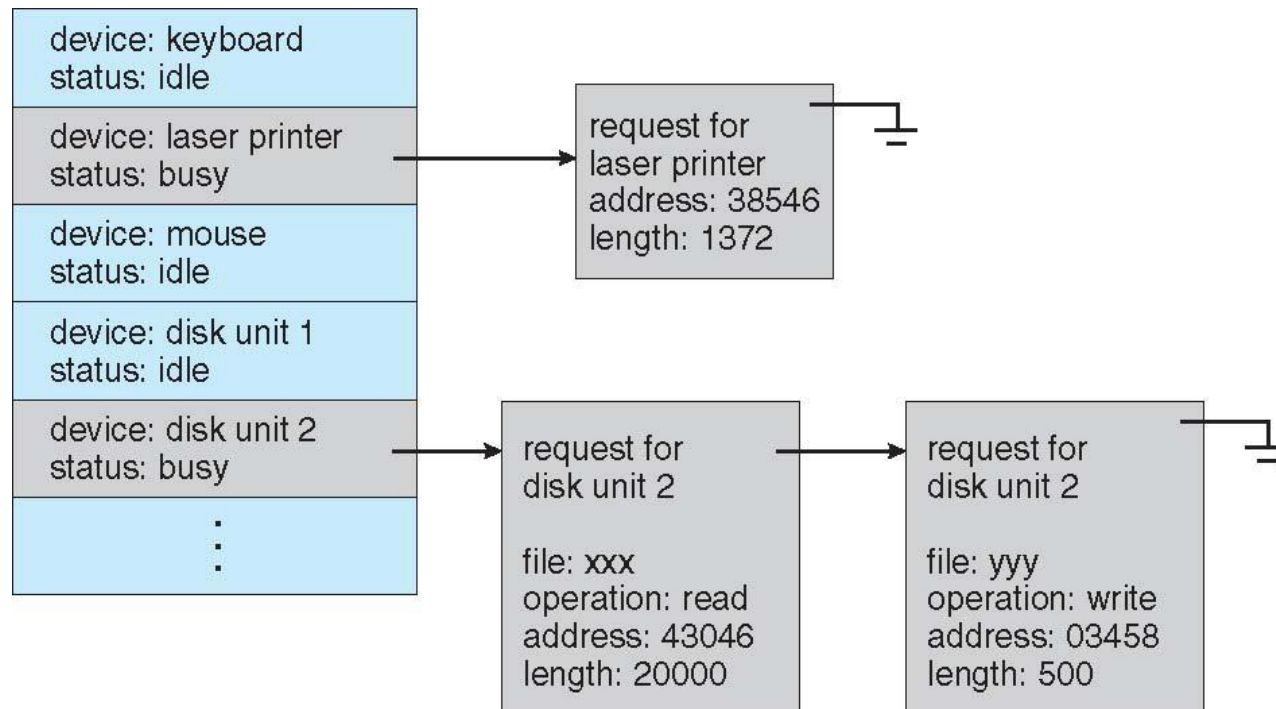 device: keyboard
status: idle
device: laser printer
status: busy
device: mouse
status: idle
device: disk unit 1
status: idle
device: disk unit 2
status: busy
request for
laser printer
address: 38546
length: 1372
request for
disk unit 2
file: xxx
operation: read
address: 43046
length: 20000
request for
disk unit 2
file: yyy
operation: write
address: 03458
length: 500